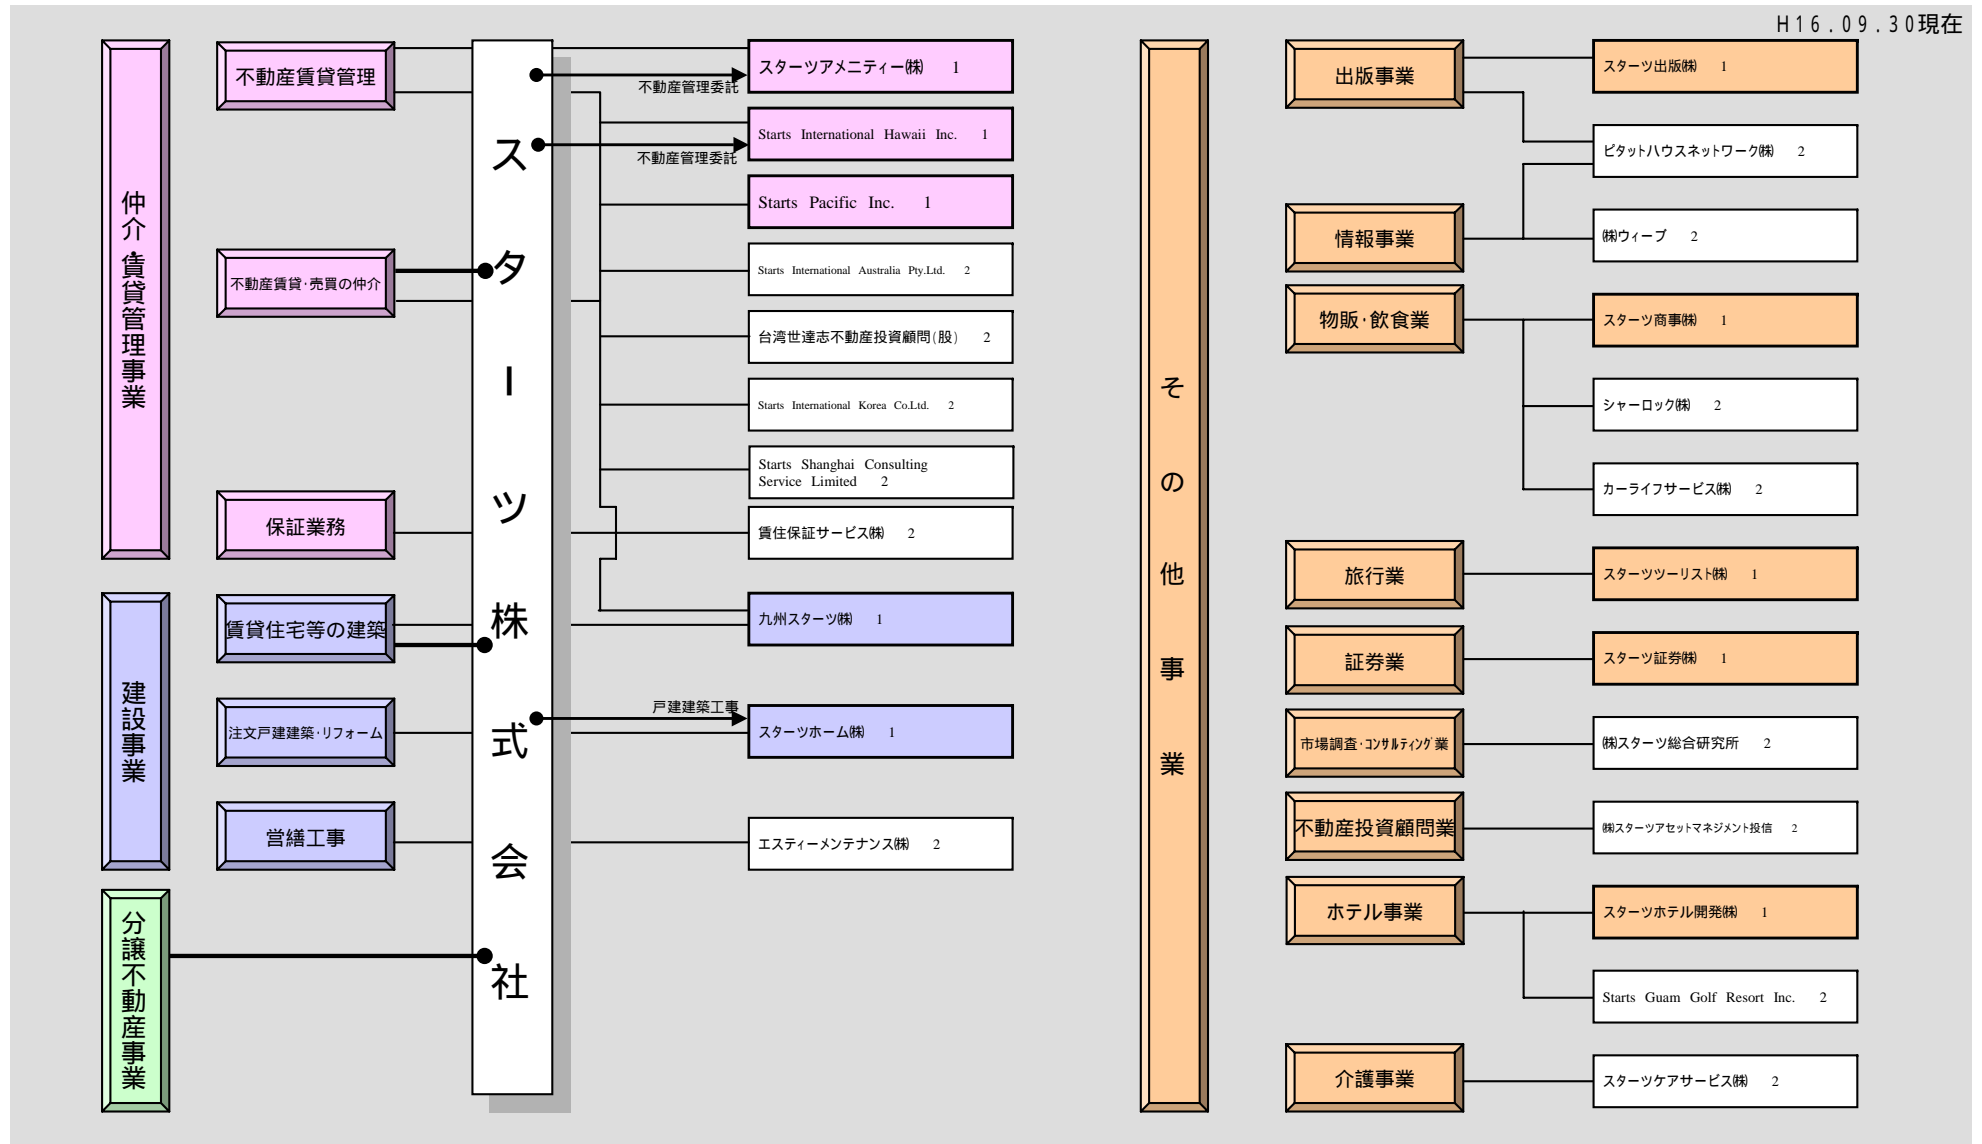 H16.09.30現在
仲介・賃貸管理事業
不動産賃貸管理
不動産賃貸・売買の仲介
保証業務
建設事業
賃貸住宅等の建築
注文戸建建築・リフォーム
営繕工事
分譲不動産事業
スターツ株式会社
不動産管理委託
不動産管理委託
戸建建築工事
スターツアメニティー㈱ 1
Starts International Hawaii Inc. 1
Starts Pacific Inc. 1
Starts International Australia Pty.Ltd. 2
台湾世達志不動産投資顧問(股) 2
Starts International Korea Co.Ltd. 2
Starts Shanghai Consulting
Service Limited 2
賃住保証サービス㈱ 2
九州スターツ㈱ 1
スターツホーム㈱ 1
エスティーメンテナンス㈱ 2
その他事業
出版事業
スターツ出版㈱ 1
ピタットハウスネットワーク㈱ 2
情報事業
㈱ウィーブ 2
物販・飲食業
スターツ商事㈱ 1
シャーロック㈱ 2
カーライフサービス㈱ 2
旅行業
スターツツーリスト㈱ 1
証券業
スターツ証券㈱ 1
市場調査・コンサルティング業
㈱スターツ総合研究所 2
不動産投資顧問業
㈱スターツアセットマネジメント投信 2
ホテル事業
スターツホテル開発㈱ 1
Starts Guam Golf Resort Inc. 2
介護事業
スターツケアサービス㈱ 2